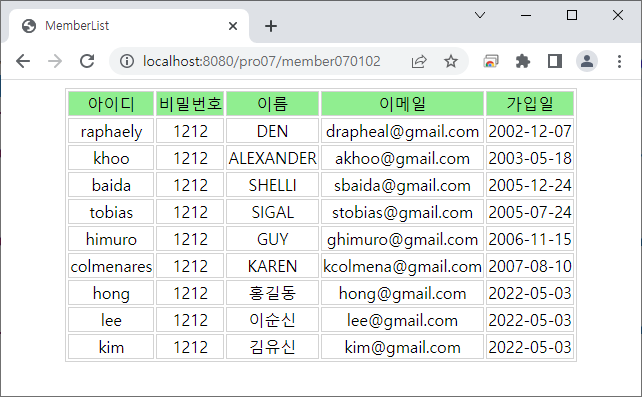 MemberList
localhost:8080/pro07/member070102
아이디 비밀번호 이름 이메일 가입일
raphaely 1212 DEN drapheal@gmail.com 2002-12-07
khoo 1212 ALEXANDER akhoo@gmail.com 2003-05-18
baida 1212 SHELLI sbaida@gmail.com 2005-12-24
tobias 1212 SIGAL stobias@gmail.com 2005-07-24
himuro 1212 GUY ghimuro@gmail.com 2006-11-15
colmenares 1212 KAREN kcolmena@gmail.com 2007-08-10
hong 1212 홍길동 hong@gmail.com 2022-05-03
lee 1212 이순신 lee@gmail.com 2022-05-03
kim 1212 김유신 kim@gmail.com 2022-05-03